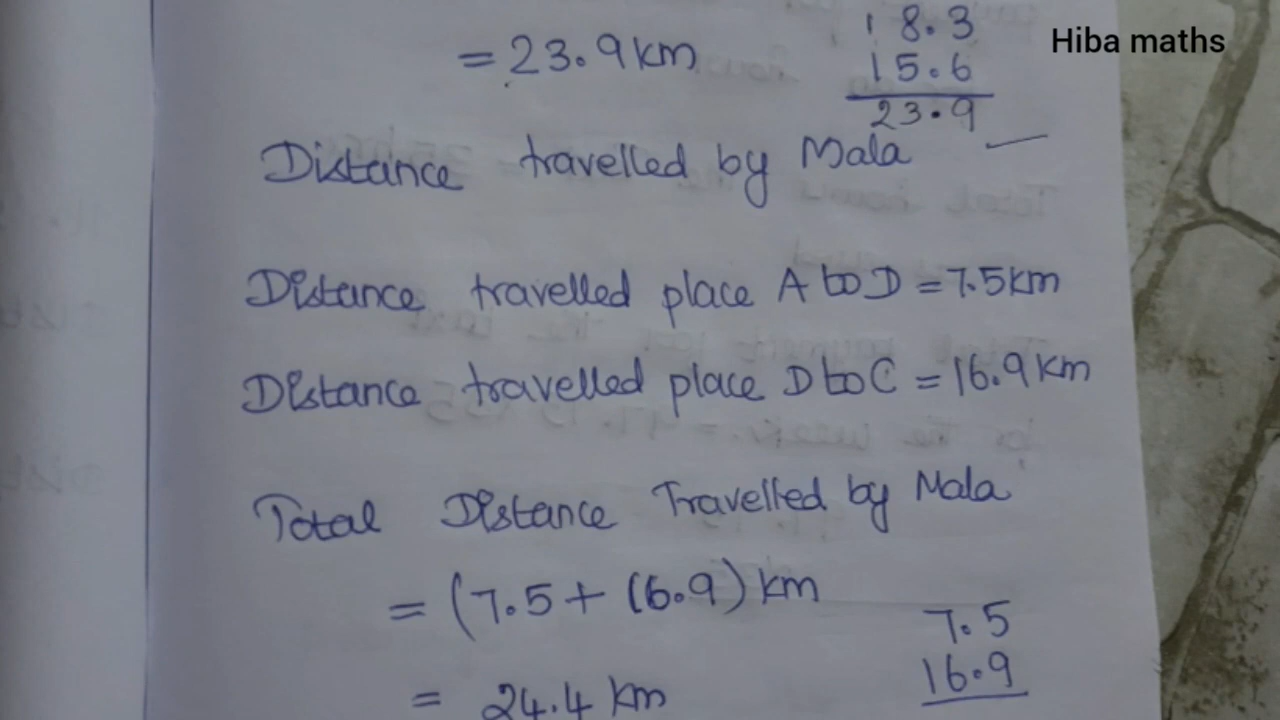 = 23.9 km
18.3
15.6
23.9
Hiba maths
Distance travelled by Mala
Distance travelled place A to D = 7.5 km
Distance travelled place D to C = 16.9 km
Total Distance Travelled by Mala
= (7.5 + 16.9) km
7.5
16.9
= 24.4 km